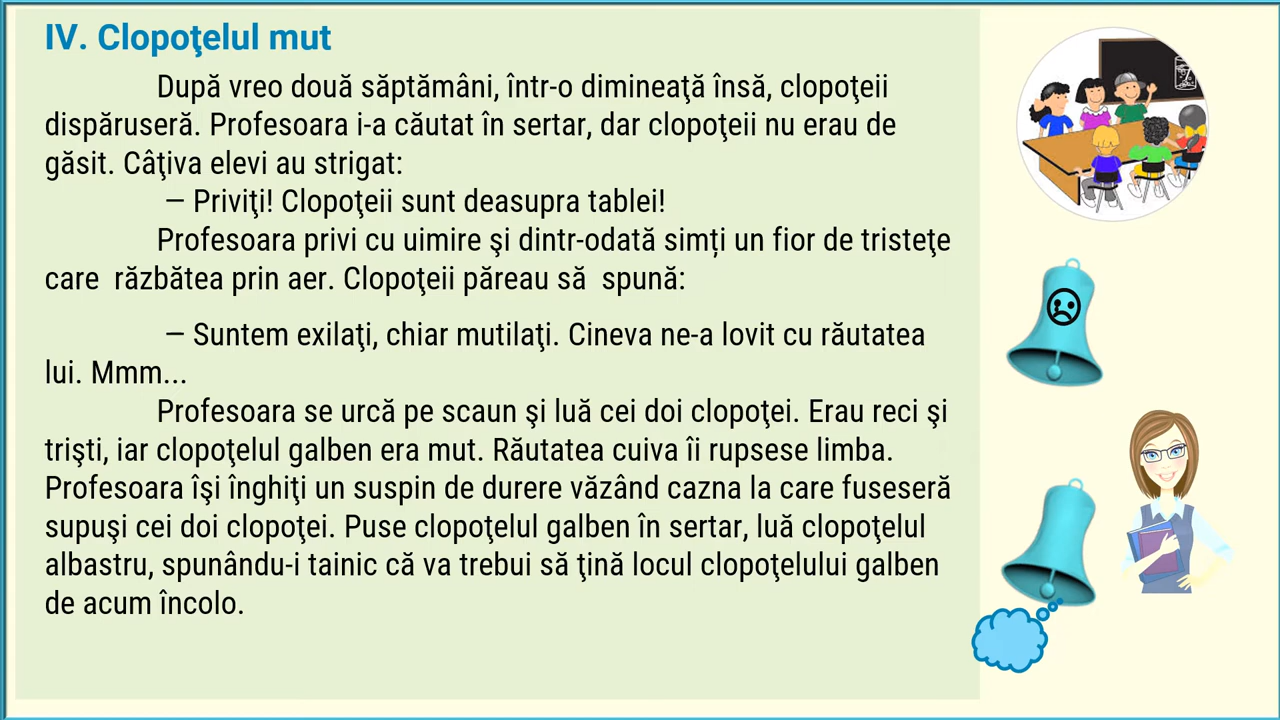 IV. Clopoţelul mut
După vreo două săptămâni, într-o dimineaţă însă, clopoţeii
dispăruseră. Profesoara i-a căutat în sertar, dar clopoţeii nu erau de
găsit. Câţiva elevi au strigat:
– Priviţi! Clopoţeii sunt deasupra tablei!
Profesoara privi cu uimire şi dintr-odată simți un fior de tristeţe
care răzbătea prin aer. Clopoţeii păreau să spună:
– Suntem exilaţi, chiar mutilaţi. Cineva ne-a lovit cu răutatea
lui. Mmm...
Profesoara se urcă pe scaun şi luă cei doi clopoţei. Erau reci şi
trişti, iar clopoţelul galben era mut. Răutatea cuiva îi rupsese limba.
Profesoara îşi înghiţi un suspin de durere văzând cazna la care fuseseră
supuşi cei doi clopoţei. Puse clopoţelul galben în sertar, luă clopoţelul
albastru, spunându-i tainic că va trebui să ţină locul clopoţelului galben
de acum încolo.